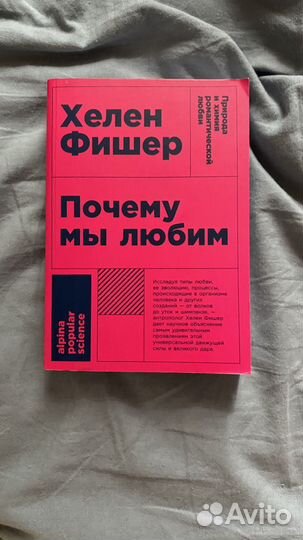 Хелен
Фишер
Природа
и химия
романтической
любви
Почему
мы любим
alpina
popular
science
Исследуя типы любви,
ее эволюцию, процессы,
происходящие в организме
человека и других
созданий — от волков
до уток и шимпанзе, —
антрополог Хелен Фишер
дает научное объяснение
самым удивительным
проявлениям этой
универсальной движущей
силы и великого дара.
Avito